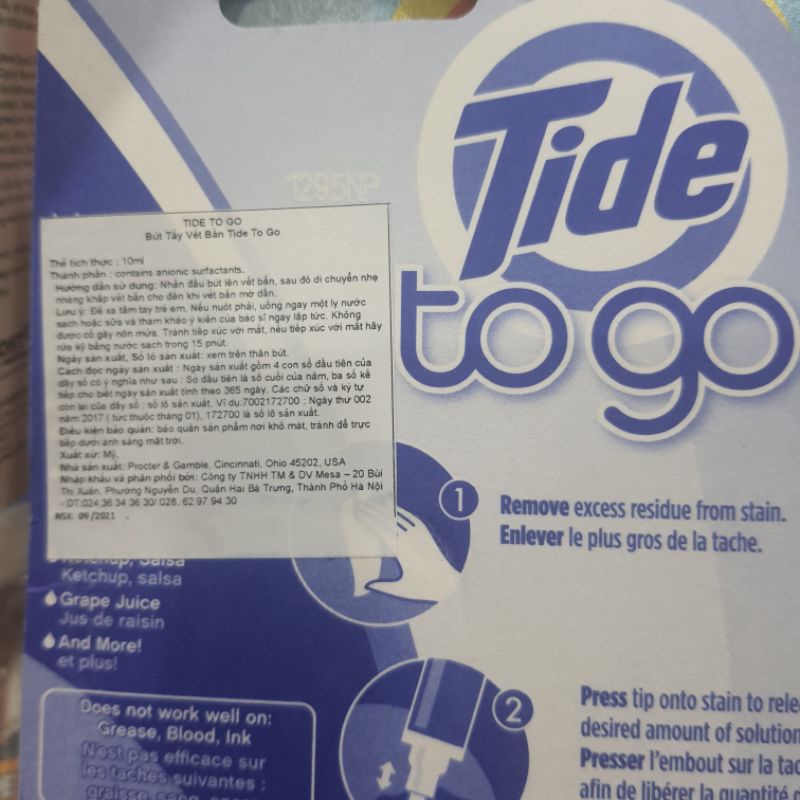 Tide
to go
1295NP
TIDE TO GO
Bút Tẩy Vết Bẩn Tide To Go
Thể tích thực : 10ml
Thành phần : contains anionic surfactants.
Hướng dẫn sử dụng: Nhấn đầu bút lên vết bẩn, sau đó di chuyển nhẹ
nhàng khắp vết bẩn cho đến khi vết bẩn mờ dần.
Lưu ý: Để xa tầm tay trẻ em. Nếu nuốt phải, uống ngay một ly nước
sạch hoặc sữa và tham khảo ý kiến của bác sĩ ngay lập tức. Không
được cố gây nôn mửa. Tránh tiếp xúc với mắt, nếu tiếp xúc với mắt hãy
rửa kỹ bằng nước sạch trong 15 phút.
Ngày sản xuất, Số lô sản xuất: xem trên thân bút.
Cách đọc ngày sản xuất : Ngày sản xuất gồm 4 con số đầu tiên của
dãy số có ý nghĩa như sau : Số đầu bên là số cuối của năm, ba số kế
tiếp cho biết ngày sản xuất tính theo 365 ngày. Các chữ số và ký tự
còn lại của dãy số : số lô sản xuất, Ví dụ:7002172700 : Ngày thứ 002
năm 2017 ( tức thuộc tháng 01), 172700 là số lô sản xuất.
Điều kiện bảo quản: bảo quản sản phẩm nơi khô mát, tránh để trực
tiếp dưới ánh sáng mặt trời.
Xuất xứ: Mỹ.
Nhà sản xuất: Procter & Gamble, Cincinnati, Ohio 45202, USA
Nhập khẩu và phân phối bởi: Công ty TNHH TM & DV Mesa – 20 Bùi
Thị Xuân, Phường Nguyễn Du, Quận Hai Bà Trưng, Thành Phố Hà Nội
- ĐT:024 36 34 36 30/ 028. 62 97 94 30
NSX: 09/2021
Ketchup, Salsa
Ketchup, salsa
Grape Juice
Jus de raisin
And More!
et plus!
Does not work well on:
Grease, Blood, Ink
N'est pas efficace sur
les taches suivantes :
graisse, sang,
1
Remove excess residue from stain.
Enlever le plus gros de la tache.
2
Press tip onto stain to
desired amount of solution
Presser l'embout sur la
afin de libérer la quantité